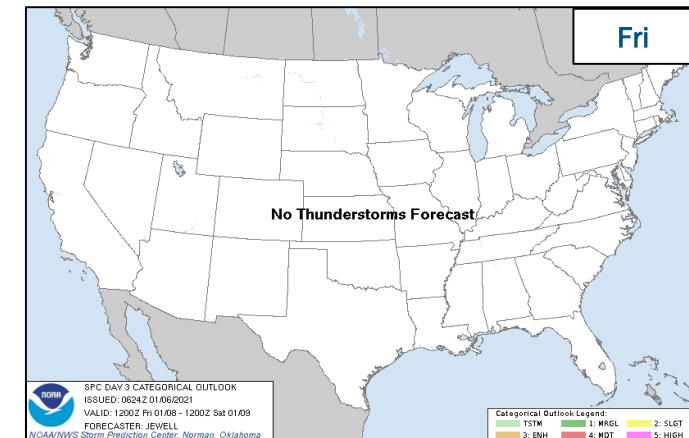 Fri
No Thunderstorms Forecast
NOAA
SPC DAY 3 CATEGORICAL OUTLOOK
ISSUED: 0624Z 01/06/2021
VALID: 1200Z Fri 01/08 - 1200Z Sat 01/09
FORECASTER: JEWELL
NOAA/NWS Storm Prediction Center, Norman, Oklahoma
Categorical Outlook Legend:
TSTM 1: MRGL 2: SLGT
3: ENH 4: MDT 5: HIGH